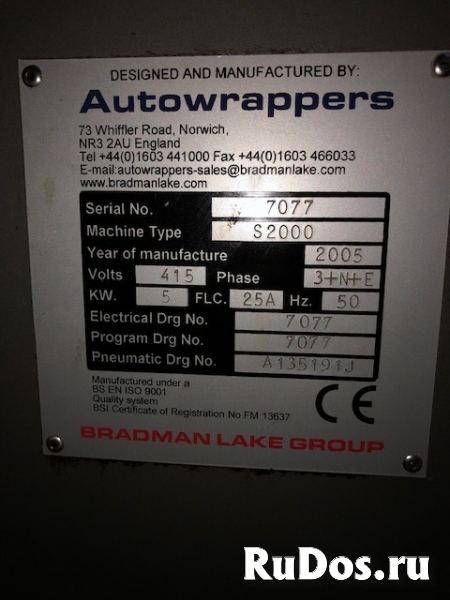 DESIGNED AND MANUFACTURED BY:
Autowrappers
73 Whiffler Road, Norwich,
NR3 2AU England
Tel +44(0)1603 441000 Fax +44(0)1603 466033
E-mail:autowrappers-sales@bradmanlake.com
www.bradmanlake.com
Serial No. 7077
Machine Type S2000
Year of manufacture 2005
Volts 415 Phase 3+N+E
KW. 5 FLC. 25A Hz. 50
Electrical Drg No. 7077
Program Drg No. 7077
Pneumatic Drg No. A135191J
Manufactured under a
BS EN ISO 9001
Quality system
BSI Certificate of Registration No FM 13637
CE
BRADMAN LAKE GROUP
RuDos.ru